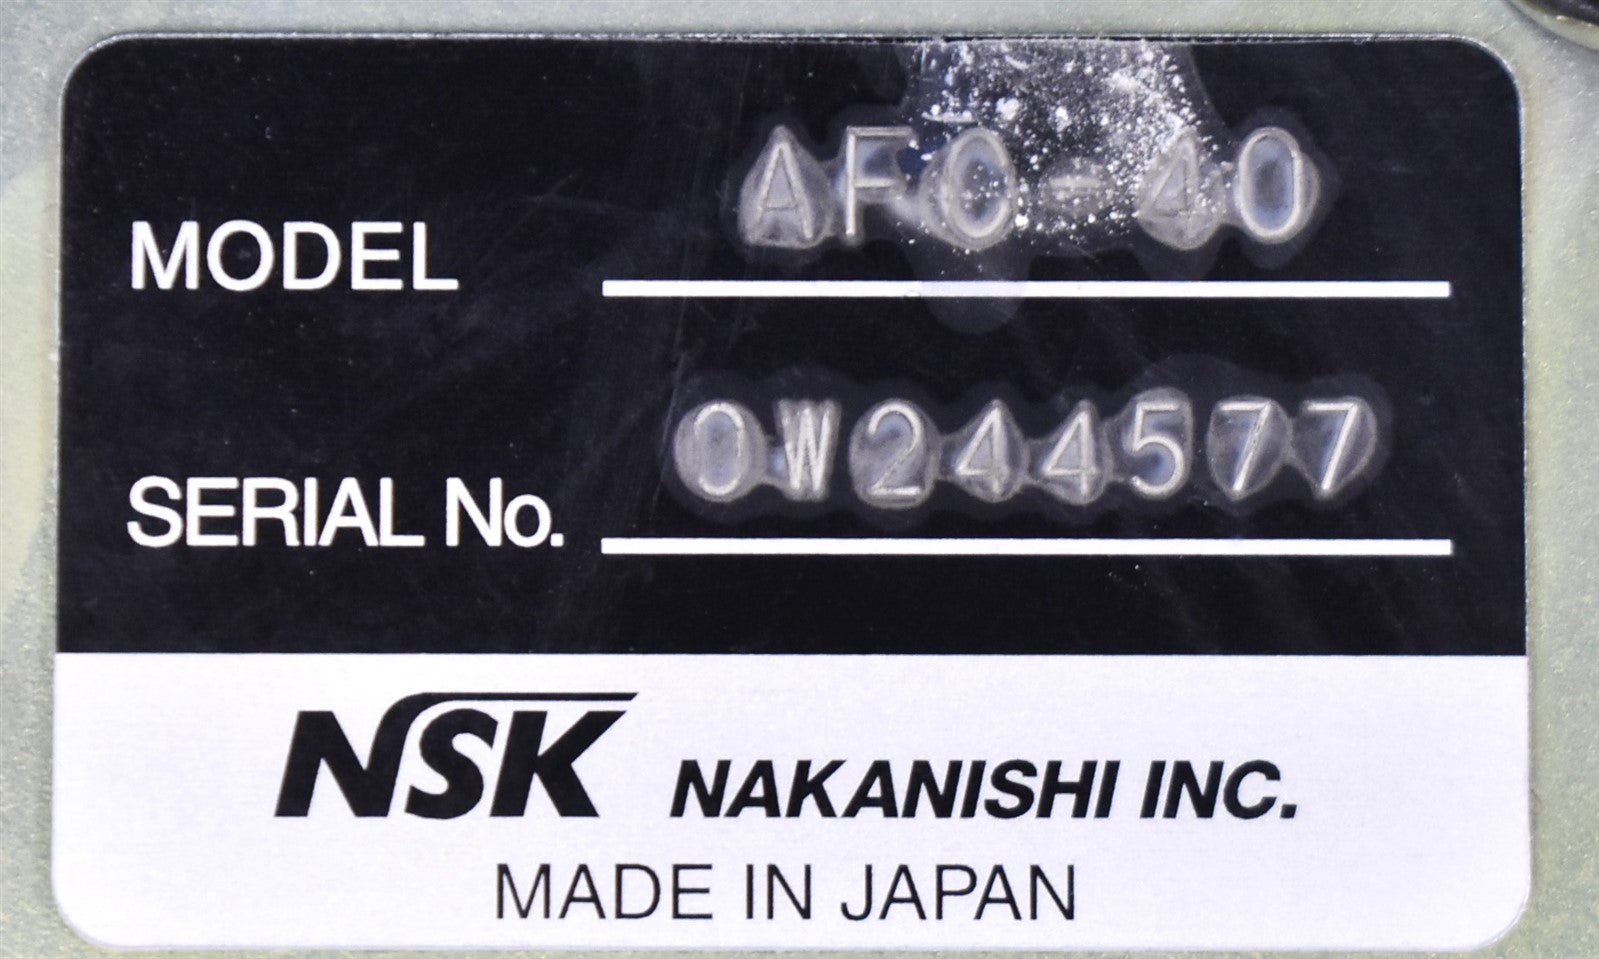 MODEL AFC-40
SERIAL No. 0W244577
NSK NAKANISHI INC.
MADE IN JAPAN